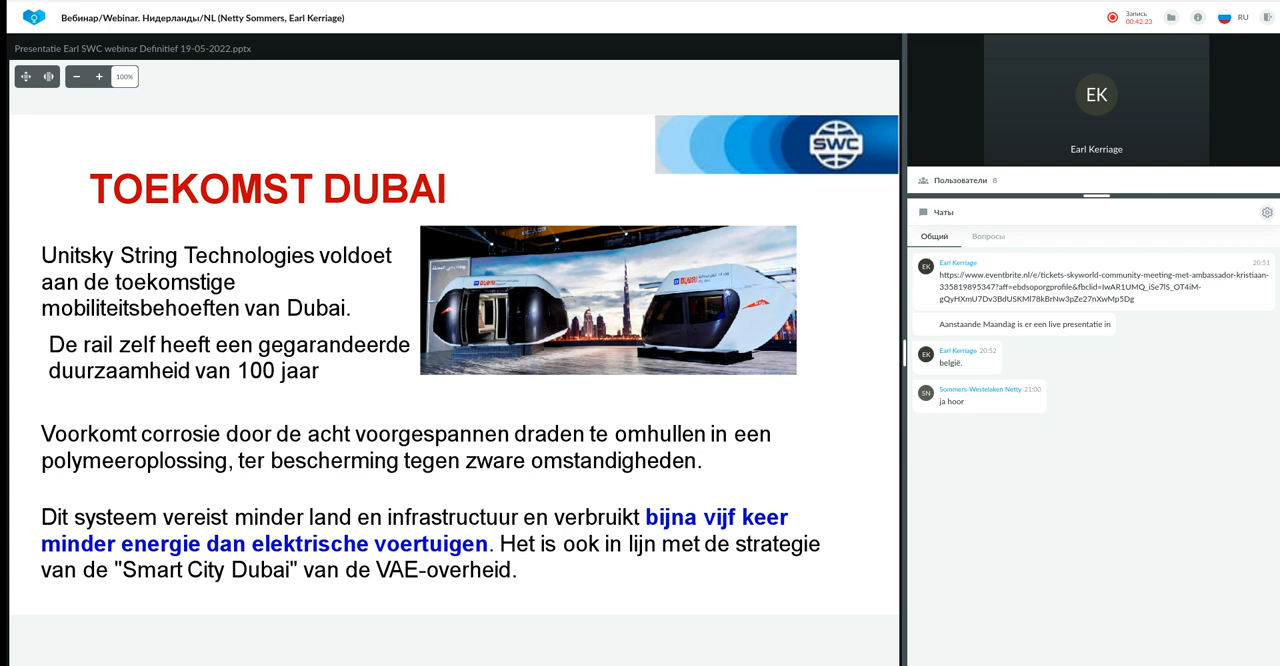 Вебинар/Webinar. Нидерланды/NL (Netty Sommers, Earl Kerriage)
Запись
00:42:23
RU
Presentatie Earl SWC webinar Definitief 19-05-2022.pptx
100%
SWC
TOEKOMST DUBAI
Unitsky String Technologies voldoet
aan de toekomstige
mobiliteitsbehoeften van Dubai.
De rail zelf heeft een gegarandeerde
duurzaamheid van 100 jaar
Voorkomt corrosie door de acht voorgespannen draden te omhullen in een
polymeeroplossing, ter bescherming tegen zware omstandigheden.
Dit systeem vereist minder land en infrastructuur en verbruikt bijna vijf keer
minder energie dan elektrische voertuigen. Het is ook in lijn met de strategie
van de "Smart City Dubai" van de VAE-overheid.
EK
Earl Kerriage
Пользователи 8
Чаты
Общий Вопросы
EK
Earl Kerriage 20:51
https://www.eventbrite.nl/e/tickets-skyworld-community-meeting-met-ambassador-kristiaan-
335819895347?aff=ebdsoporgprofile&fbclid=IwAR1UMQ_iSe7lS_OT4iM-
gQyHXmU7Dv3BdUSKMl78kBrNw3pZe27nXwMp5Dg
Aanstaande Maandag is er een live presentatie in
EK
Earl Kerriage 20:52
belgië.
SN
Sommers-Westelaken Netty 21:00
ja hoor